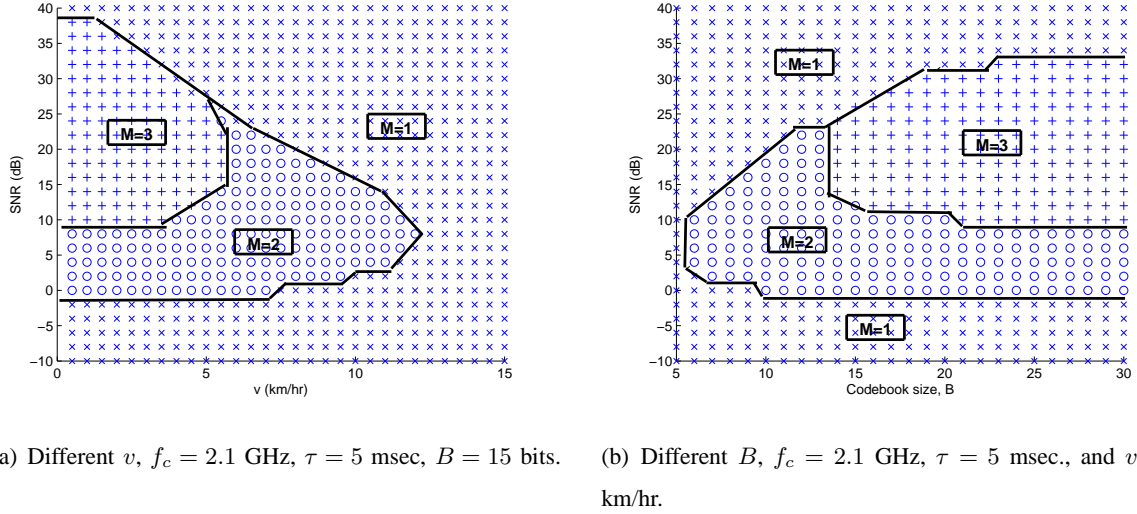 40
35
30
25
20
15
10
5
0
−5
−10
SNR (dB)
M=3
M=1
M=2
0
5
10
15
v (km/hr)
40
35
30
25
20
15
10
5
0
−5
−10
SNR (dB)
M=1
M=3
M=2
M=1
5
10
15
20
25
30
Codebook size, B
a) Different v, f_c = 2.1 GHz, τ = 5 msec, B = 15 bits.
(b) Different B, f_c = 2.1 GHz, τ = 5 msec., and v
km/hr.